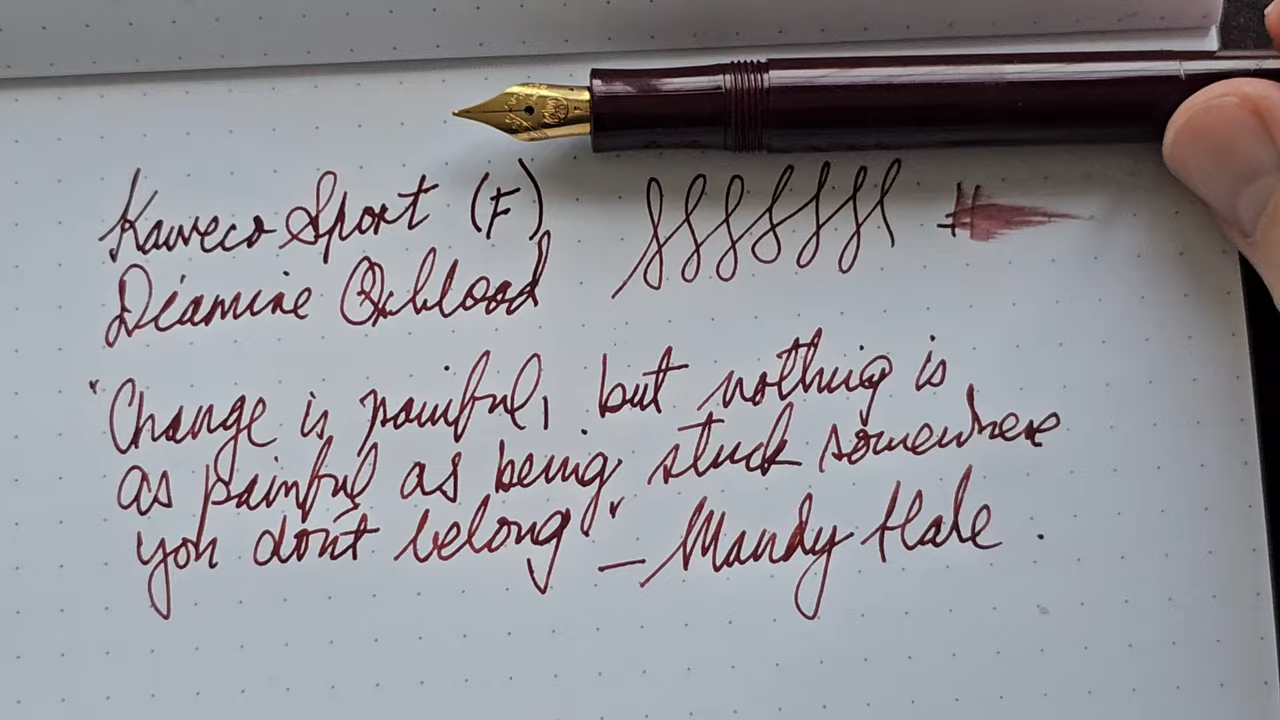 Kaweco Sport (F)
Diamine Oxblood
"Change is painful, but nothing is
as painful as being stuck somewhere
you don't belong" - Mandy Hale.